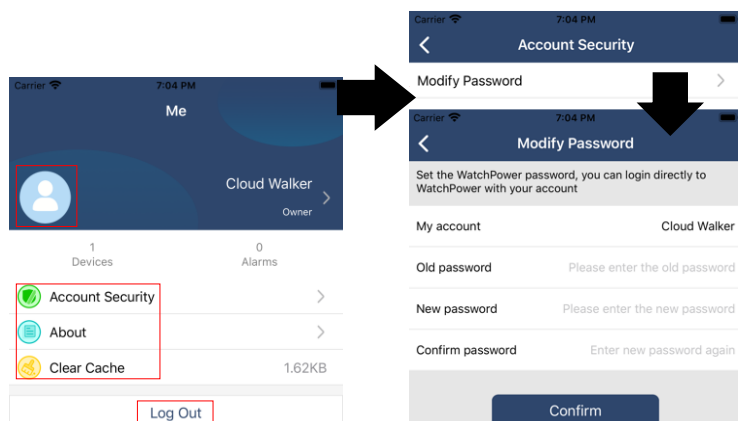 Carrier 7:04 PM
Me
Cloud Walker
Owner
1 0
Devices Alarms
Account Security
About
Clear Cache 1.62KB
Log Out
Carrier 7:04 PM
Account Security
Modify Password
Carrier 7:04 PM
Modify Password
Set the WatchPower password, you can login directly to
WatchPower with your account
My account Cloud Walker
Old password Please enter the old password
New password Please enter the new password
Confirm password Enter new password again
Confirm